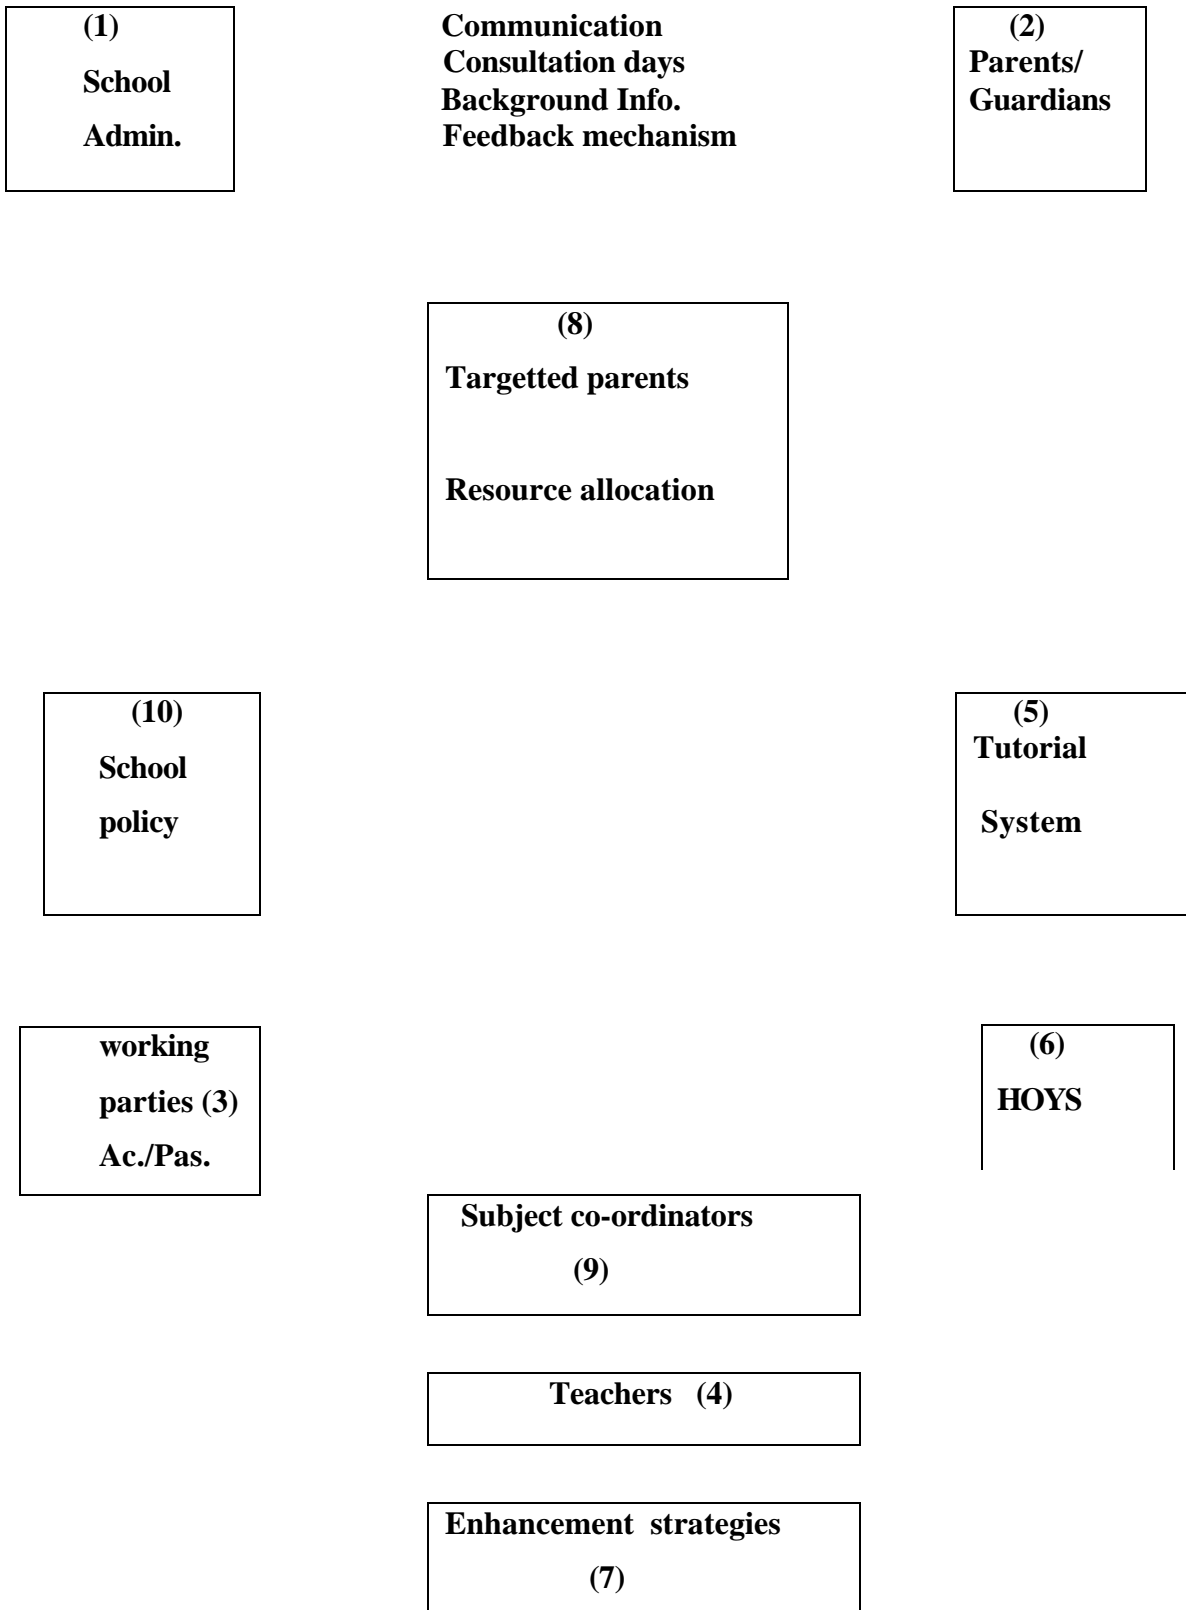 (1)
School
Admin.
Communication
Consultation days
Background Info.
Feedback mechanism
(2)
Parents/
Guardians
(8)
Targetted parents
Resource allocation
(10)
School
policy
(5)
Tutorial
System
working
parties (3)
Ac./Pas.
(6)
HOYS
Subject co-ordinators
(9)
Teachers (4)
Enhancement strategies
(7)